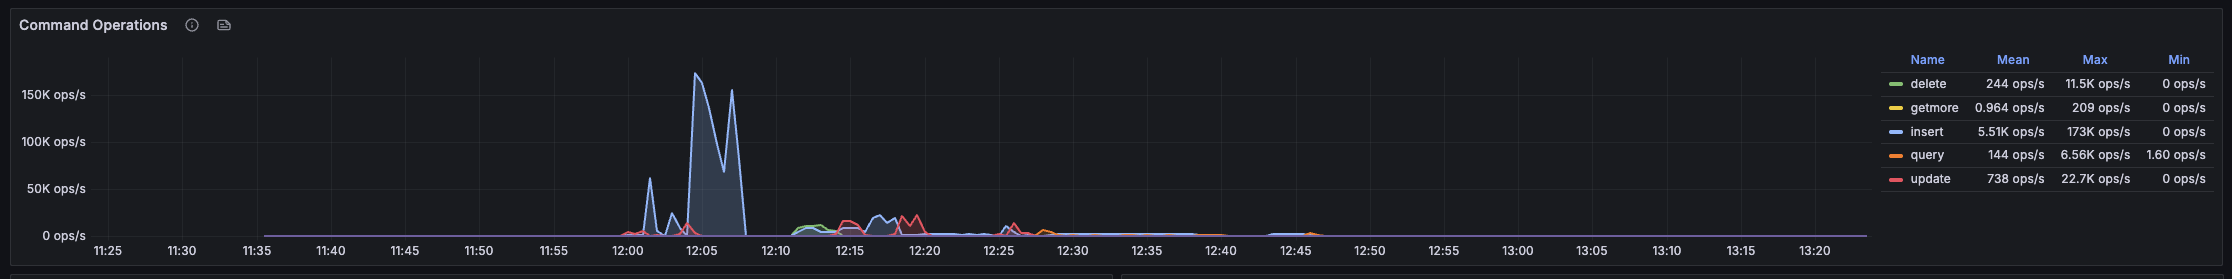 Command Operations
Name Mean Max Min
delete 244 ops/s 11.5K ops/s 0 ops/s
getmore 0.964 ops/s 209 ops/s 0 ops/s
insert 5.51K ops/s 173K ops/s 0 ops/s
query 144 ops/s 6.56K ops/s 1.60 ops/s
update 738 ops/s 22.7K ops/s 0 ops/s
150K ops/s
100K ops/s
50K ops/s
0 ops/s
11:25 11:30 11:35 11:40 11:45 11:50 11:55 12:00 12:05 12:10 12:15 12:20 12:25 12:30 12:35 12:40 12:45 12:50 12:55 13:00 13:05 13:10 13:15 13:20